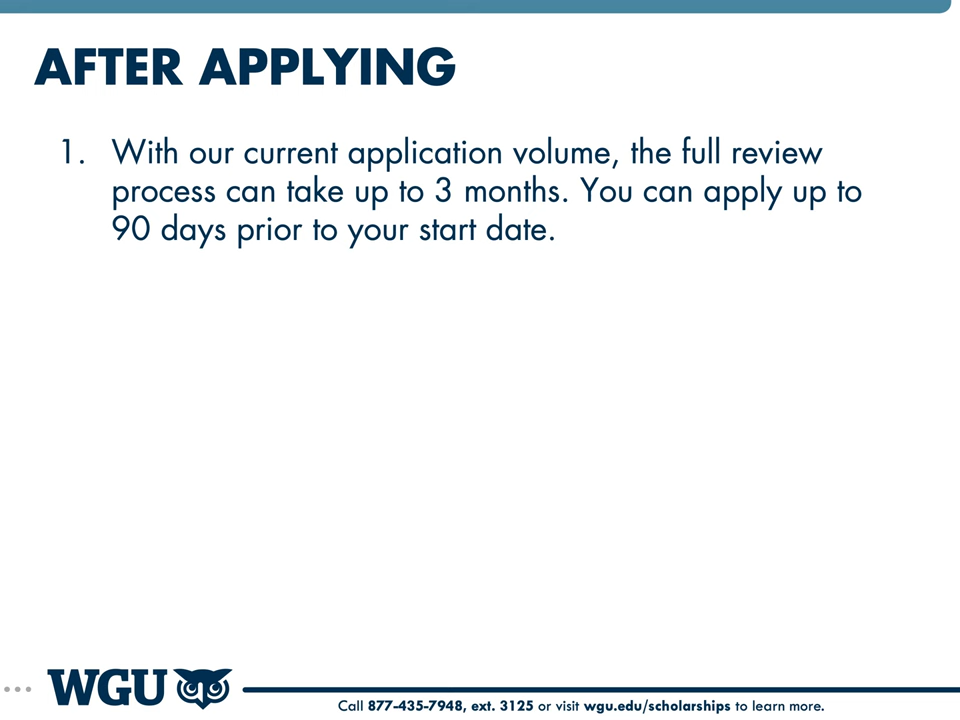 AFTER APPLYING
1. With our current application volume, the full review
process can take up to 3 months. You can apply up to
90 days prior to your start date.
WGU
Call 877-435-7948, ext. 3125 or visit wgu.edu/scholarships to learn more.